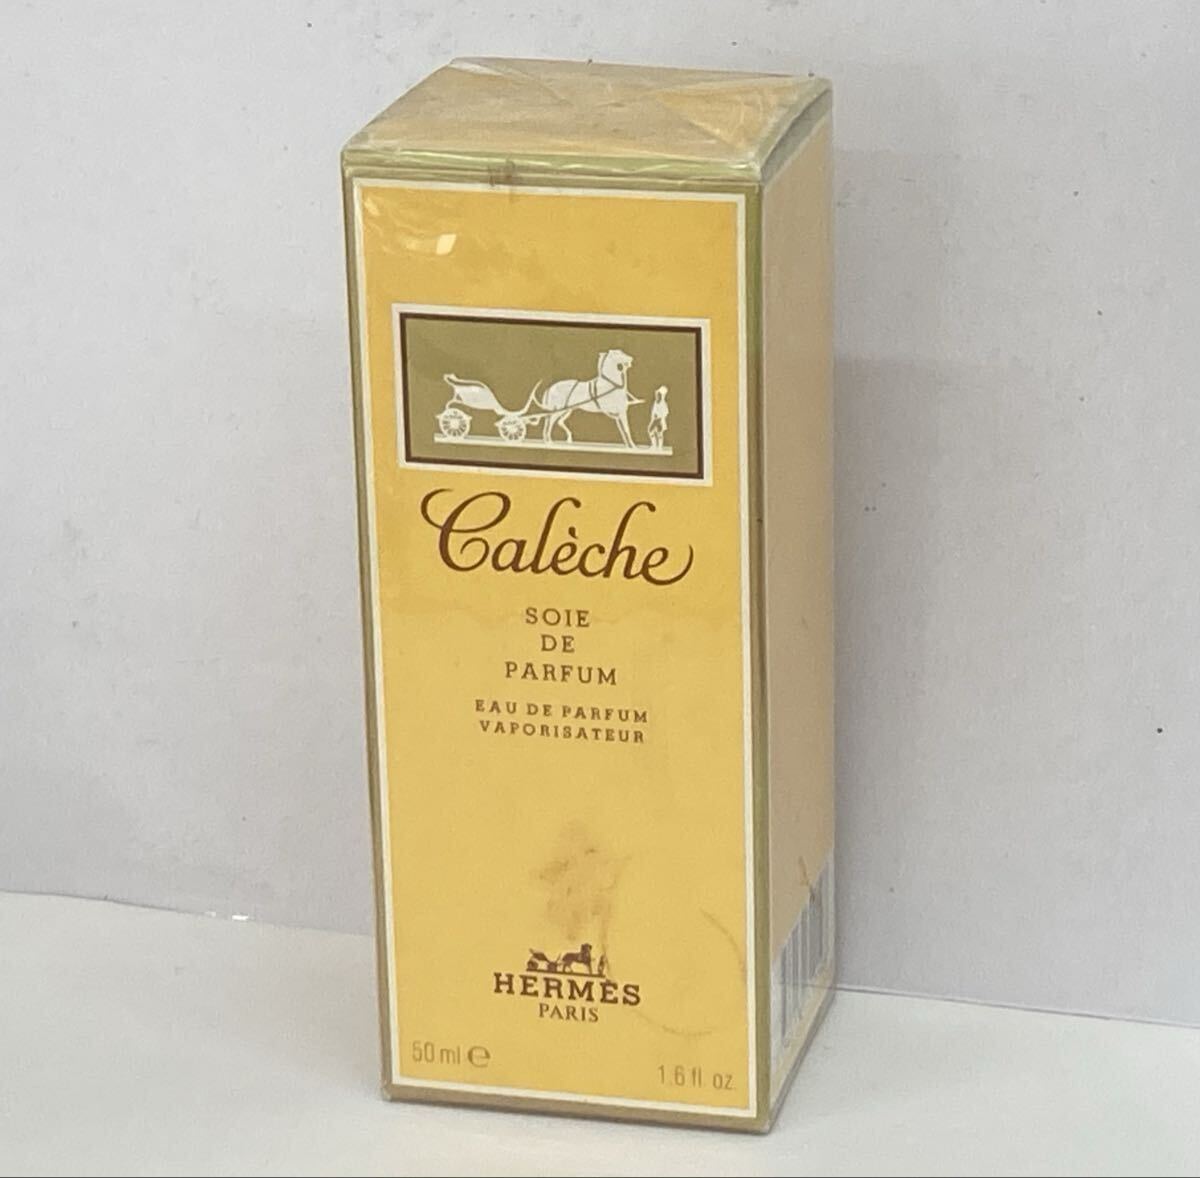 Calèche
SOIE
DE
PARFUM
EAU DE PARFUM
VAPORISATEUR
HERMÈS
PARIS
50 ml ℮
1.6 fl. oz.